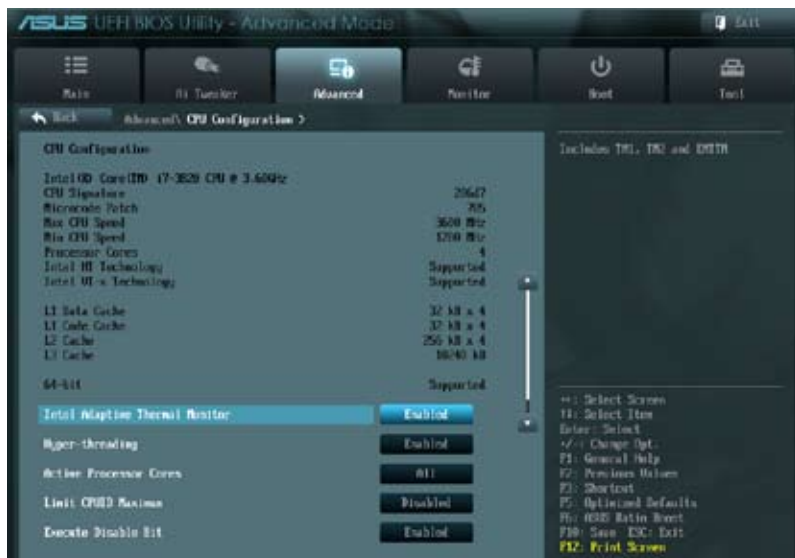 ASUS UEFI BIOS Utility - Advanced Mode
Exit
Main
Ai Tweaker
Advanced
Monitor
Boot
Tool
Back
Advanced\ CPU Configuration >
CPU Configuration
Intel(R) Core(TM) i7-3820 CPU @ 3.60GHz
CPU Signature
Microcode Patch 705
Max CPU Speed 3600 MHz
Min CPU Speed 1200 MHz
Processor Cores 4
Intel HT Technology Supported
Intel VT-x Technology Supported
L1 Data Cache 32 kB x 4
L1 Code Cache 32 kB x 4
L2 Cache 256 kB x 4
L3 Cache 10240 kB
64-bit Supported
Intel Adaptive Thermal Monitor Enabled
Hyper-threading Enabled
Active Processor Cores All
Limit CPUID Maximum Disabled
Execute Disable Bit Enabled
Includes TM1, TM2 and EMTTM
→←: Select Screen
↑↓: Select Item
Enter: Select
+/-: Change Opt.
F1: General Help
F2: Previous Values
F3: Shortcut
F5: Optimized Defaults
F6: ASUS Ratio Boost
F10: Save ESC: Exit
F12: Print Screen